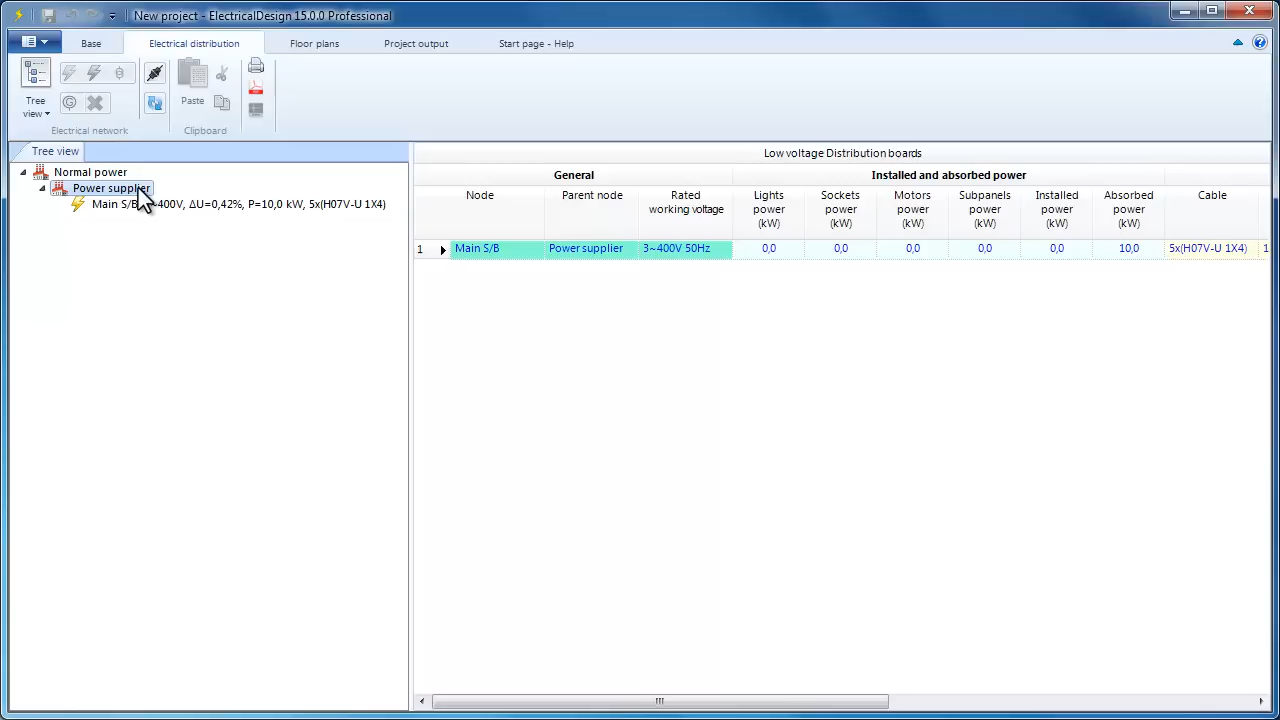 New project - ElectricalDesign 15.0.0 Professional
Base
Electrical distribution
Floor plans
Project output
Start page - Help
Tree
view
Paste
Electrical network
Clipboard
Tree view
Normal power
Power supplier
Main S/B, ~400V, ΔU=0,42%, P=10,0 kW, 5x(H07V-U 1X4)
Low voltage Distribution boards
General
Installed and absorbed power
Node
Parent node
Rated working voltage
Lights power (kW)
Sockets power (kW)
Motors power (kW)
Subpanels power (kW)
Installed power (kW)
Absorbed power (kW)
Cable
1 Main S/B Power supplier 3~400V 50Hz 0,0 0,0 0,0 0,0 0,0 10,0 5x(H07V-U 1X4) 1